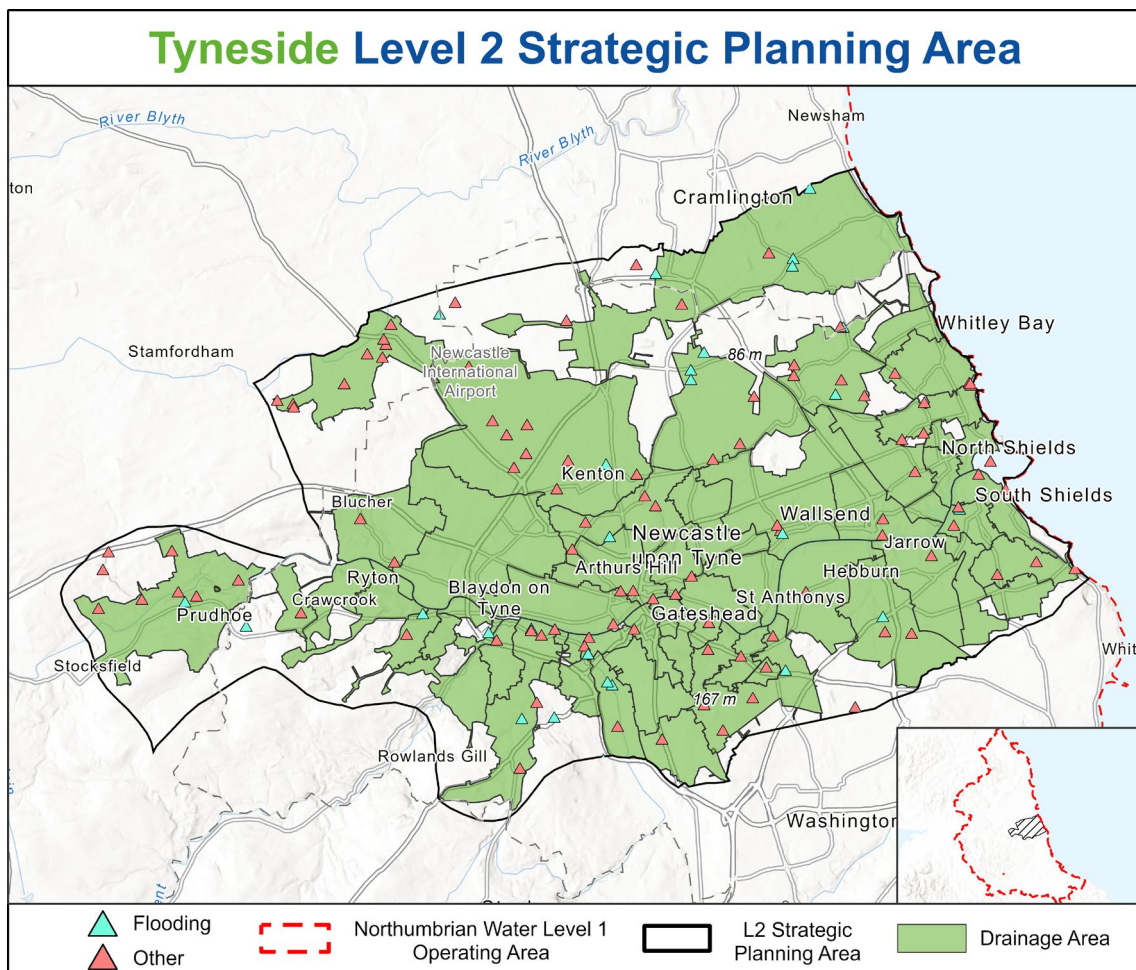 Tyneside Level 2 Strategic Planning Area
Newsham
River Blyth
River Blyth
ton
Cramlington
Whitley Bay
Stamfordham
Newcastle
International
Airport
86 m
North Shields
Kenton
South Shields
Blucher
Wallsend
Newcastle
upon Tyne
Jarrow
Arthurs Hill
Hebburn
Ryton
Blaydon on
Tyne
St Anthonys
Crawcrook
Prudhoe
Gateshead
Stocksfield
Whit
167 m
Rowlands Gill
Washington
ent
Flooding
Other
Northumbrian Water Level 1
Operating Area
L2 Strategic
Planning Area
Drainage Area